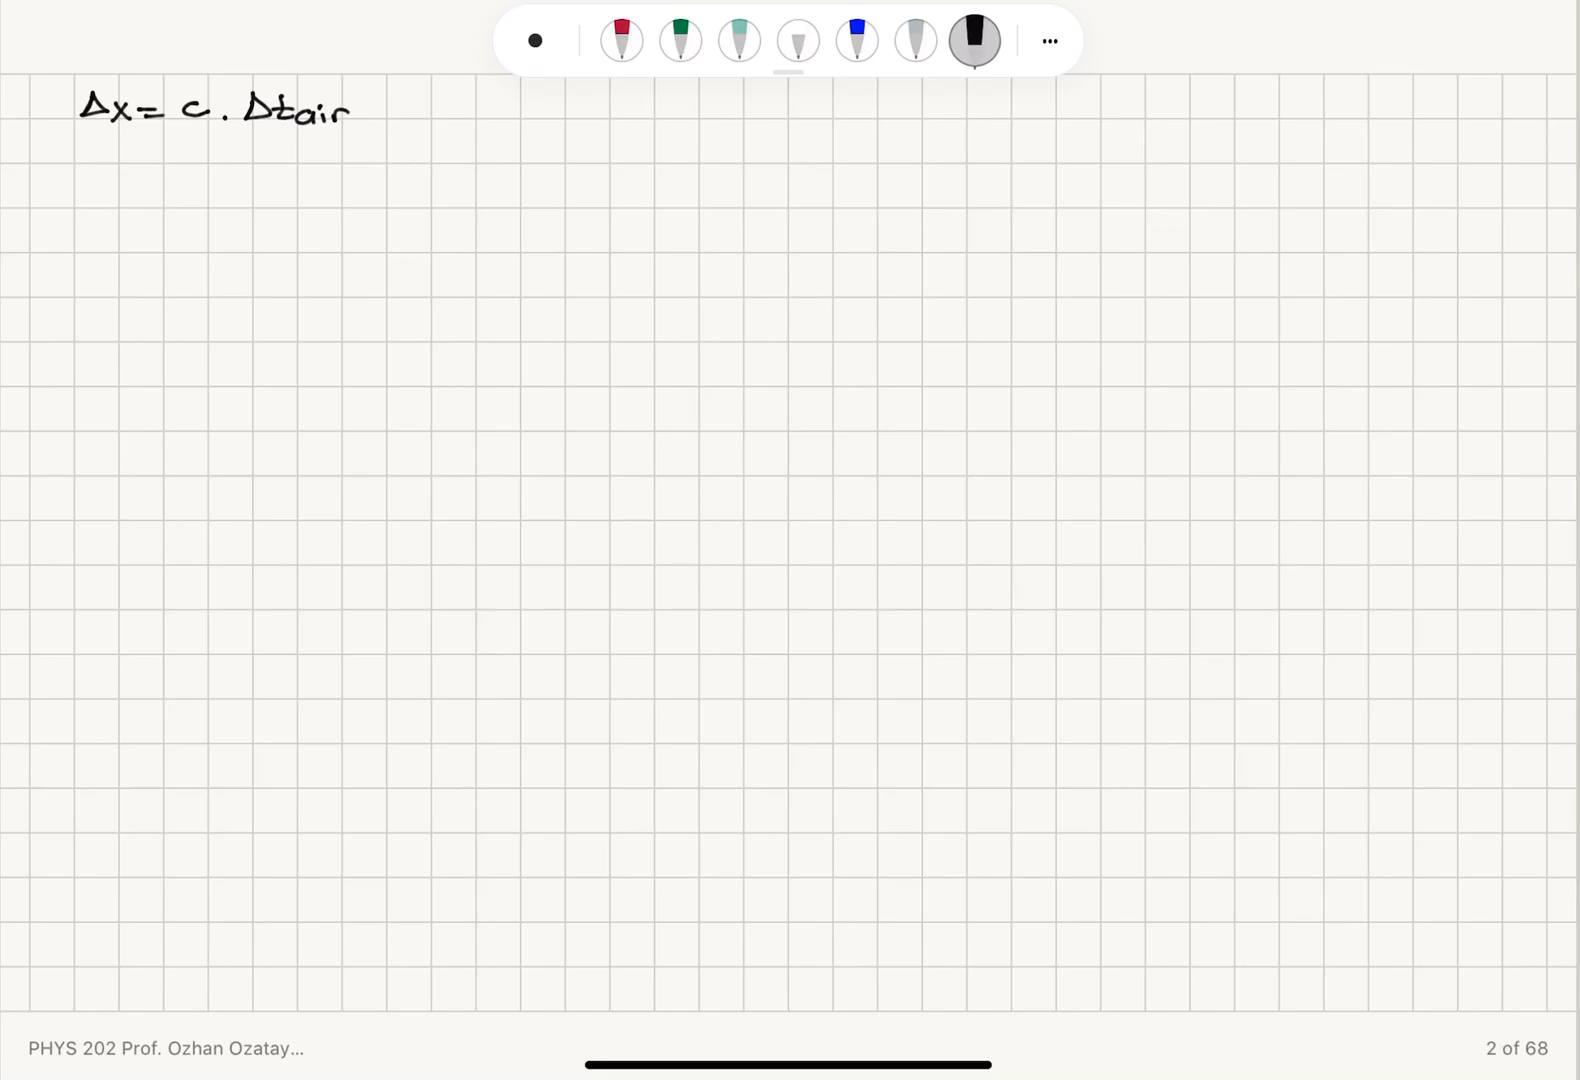 Δx = c . Δtair
PHYS 202 Prof. Ozhan Ozatay...
2 of 68